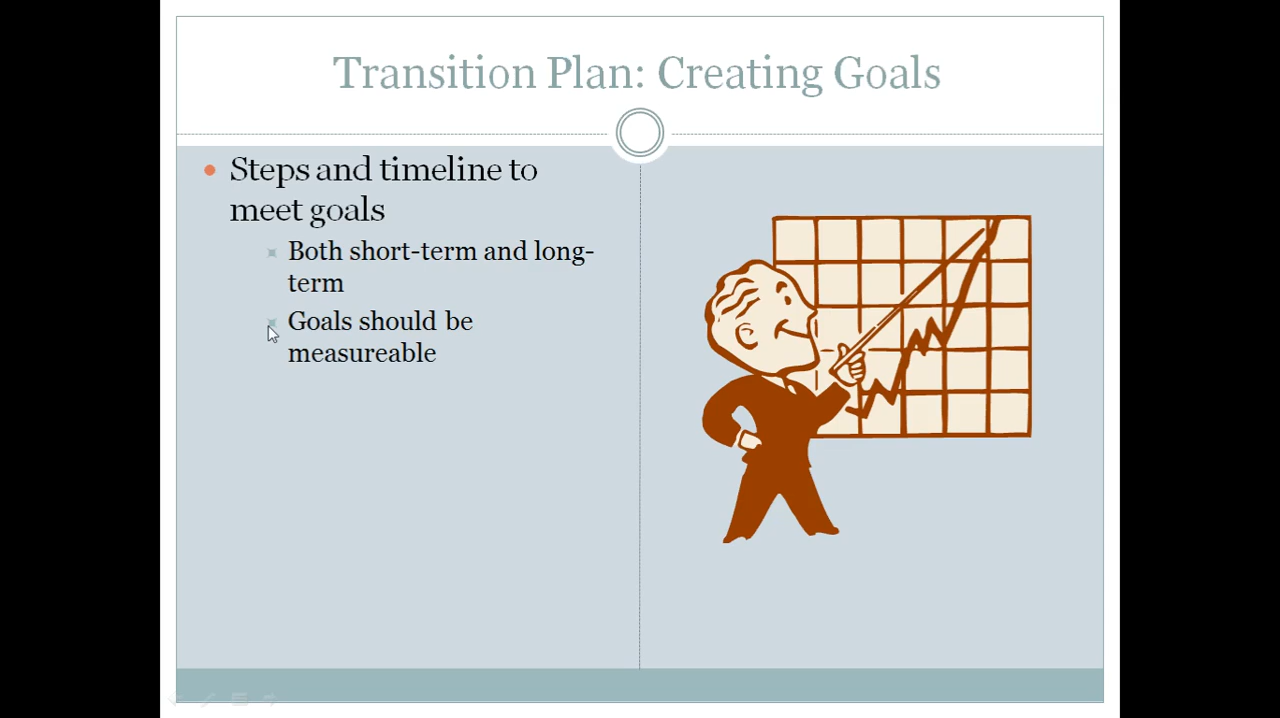 Transition Plan: Creating Goals
Steps and timeline to
meet goals
Both short-term and long-
term
Goals should be
measureable